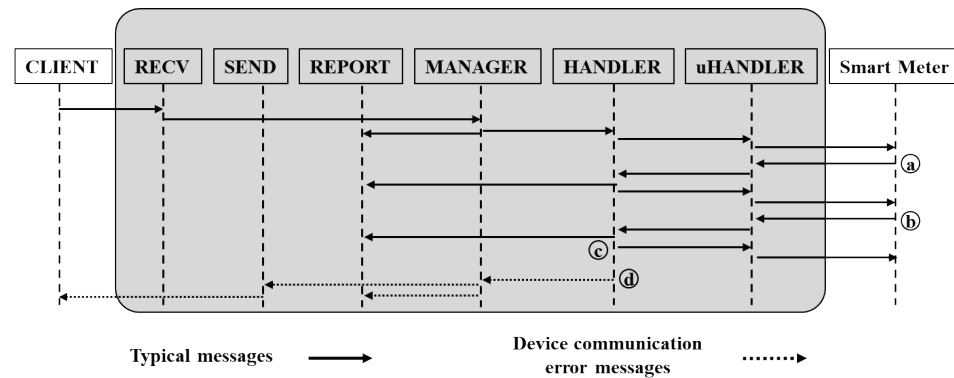 CLIENT RECV SEND REPORT MANAGER HANDLER uHANDLER Smart Meter
a
b
c
d
Typical messages
Device communication
error messages